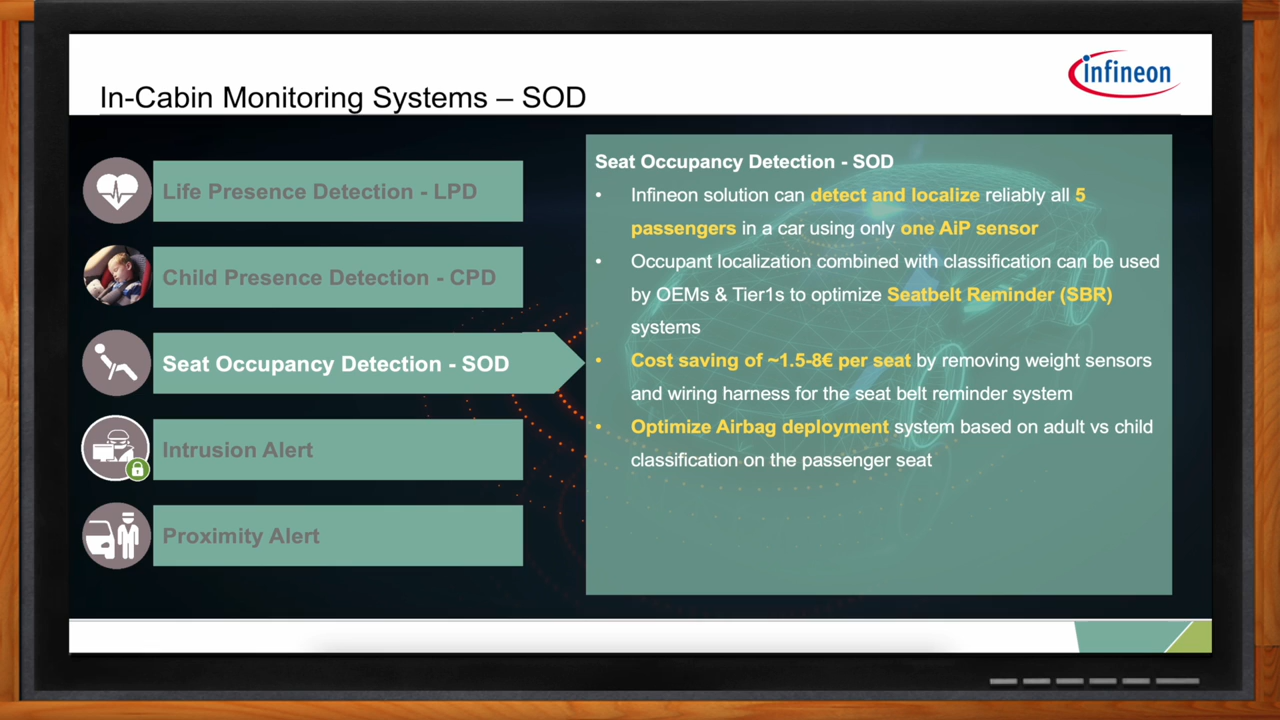 infineon
In-Cabin Monitoring Systems – SOD
Life Presence Detection - LPD
Child Presence Detection - CPD
Seat Occupancy Detection - SOD
Intrusion Alert
Proximity Alert
Seat Occupancy Detection - SOD
• Infineon solution can detect and localize reliably all 5
passengers in a car using only one AiP sensor
• Occupant localization combined with classification can be used
by OEMs & Tier1s to optimize Seatbelt Reminder (SBR)
systems
• Cost saving of ~1.5-8€ per seat by removing weight sensors
and wiring harness for the seat belt reminder system
• Optimize Airbag deployment system based on adult vs child
classification on the passenger seat